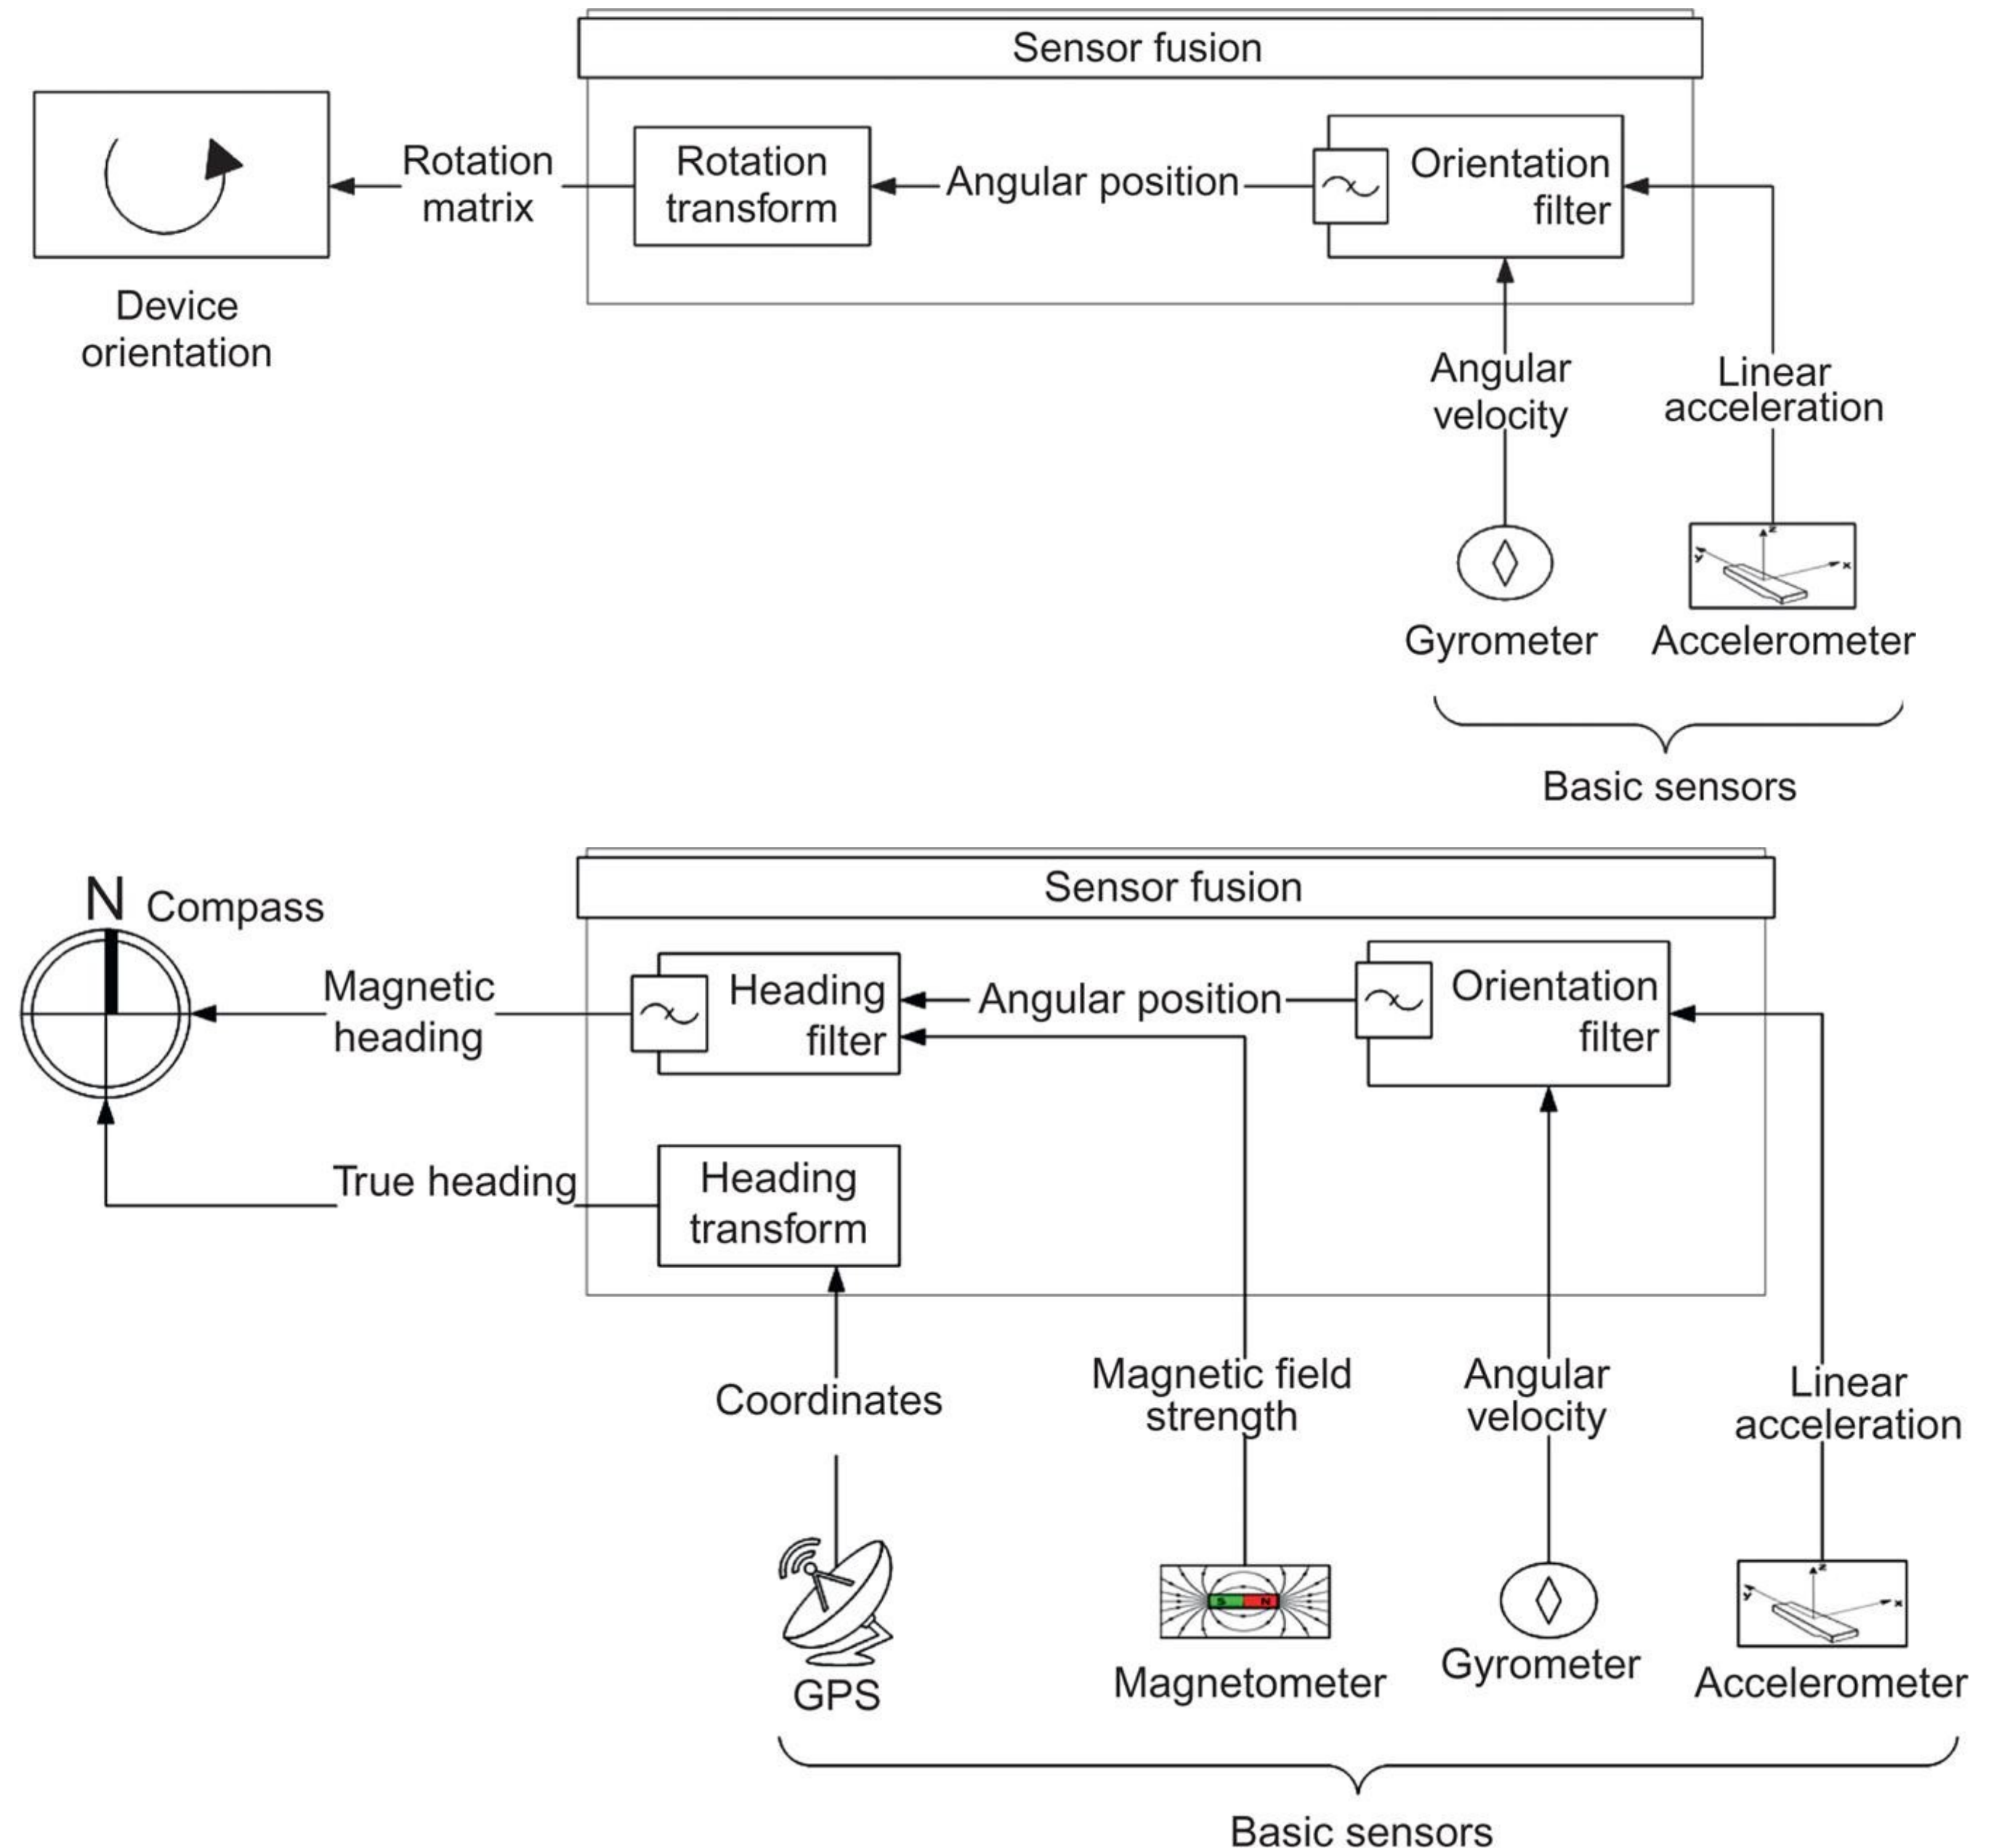 Sensor fusion
Rotation
matrix
Rotation
transform
Angular position
Orientation
filter
Device
orientation
Angular
velocity
Linear
acceleration
z
y
x
Gyrometer
Accelerometer
Basic sensors
Sensor fusion
N
Compass
Magnetic
heading
Heading
filter
Angular position
Orientation
filter
True heading
Heading
transform
Coordinates
Magnetic field
strength
Angular
velocity
Linear
acceleration
S
N
z
y
x
GPS
Magnetometer
Gyrometer
Accelerometer
Basic sensors